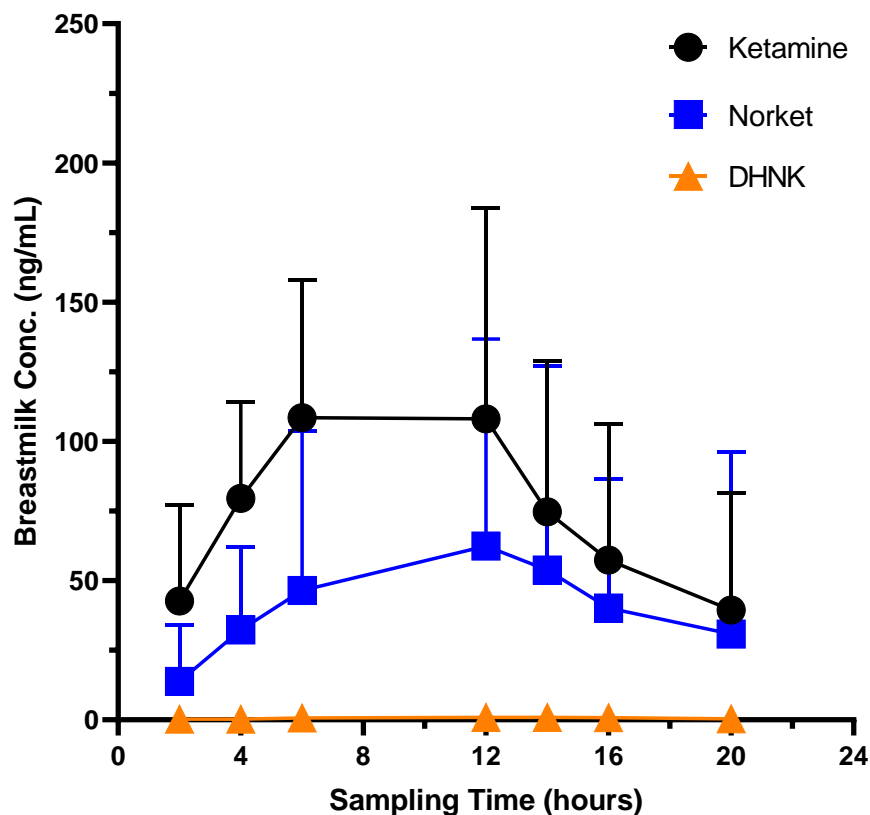 250
200
150
100
50
0
Breastmilk Conc. (ng/mL)
Ketamine
Norket
DHNK
0 4 8 12 16 20 24
Sampling Time (hours)